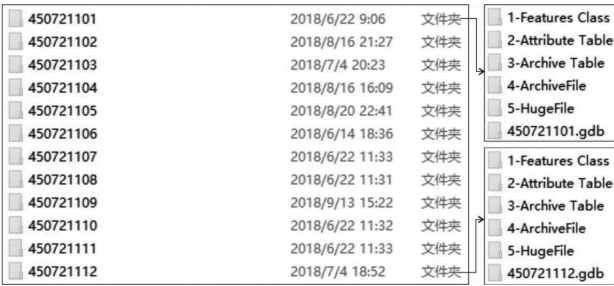 450721101 2018/6/22 9:06 文件夹
450721102 2018/8/16 21:27 文件夹
450721103 2018/7/4 20:23 文件夹
450721104 2018/8/16 16:09 文件夹
450721105 2018/8/20 22:41 文件夹
450721106 2018/6/14 18:36 文件夹
450721107 2018/6/22 11:33 文件夹
450721108 2018/6/22 11:31 文件夹
450721109 2018/9/13 15:22 文件夹
450721110 2018/6/22 11:32 文件夹
450721111 2018/6/22 11:33 文件夹
450721112 2018/7/4 18:52 文件夹
1-Features Class
2-Attribute Table
3-Archive Table
4-ArchiveFile
5-HugeFile
450721101.gdb
1-Features Class
2-Attribute Table
3-Archive Table
4-ArchiveFile
5-HugeFile
450721112.gdb